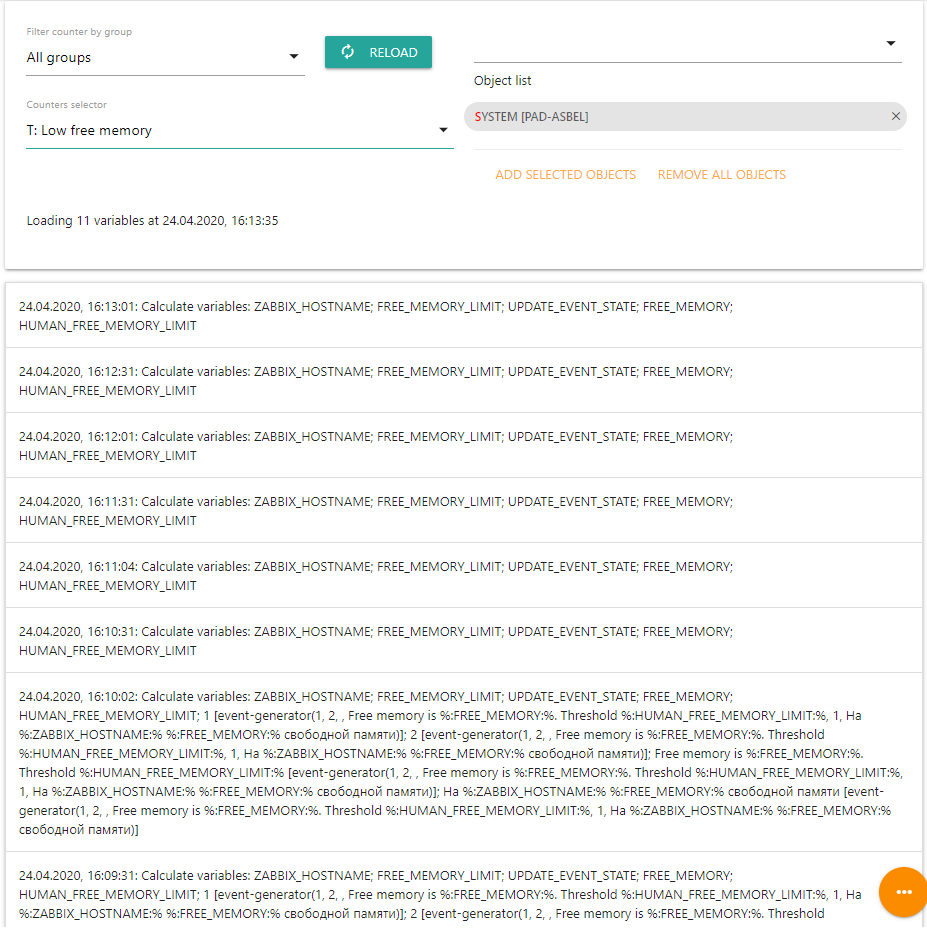 Filter counter by group
All groups
RELOAD
Object list
Counters selector
T: Low free memory
SYSTEM [PAD-ASBEL]
ADD SELECTED OBJECTS REMOVE ALL OBJECTS
Loading 11 variables at 24.04.2020, 16:13:35
24.04.2020, 16:13:01: Calculate variables: ZABBIX_HOSTNAME; FREE_MEMORY_LIMIT; UPDATE_EVENT_STATE; FREE_MEMORY;
HUMAN_FREE_MEMORY_LIMIT
24.04.2020, 16:12:31: Calculate variables: ZABBIX_HOSTNAME; FREE_MEMORY_LIMIT; UPDATE_EVENT_STATE; FREE_MEMORY;
HUMAN_FREE_MEMORY_LIMIT
24.04.2020, 16:12:01: Calculate variables: ZABBIX_HOSTNAME; FREE_MEMORY_LIMIT; UPDATE_EVENT_STATE; FREE_MEMORY;
HUMAN_FREE_MEMORY_LIMIT
24.04.2020, 16:11:31: Calculate variables: ZABBIX_HOSTNAME; FREE_MEMORY_LIMIT; UPDATE_EVENT_STATE; FREE_MEMORY;
HUMAN_FREE_MEMORY_LIMIT
24.04.2020, 16:11:04: Calculate variables: ZABBIX_HOSTNAME; FREE_MEMORY_LIMIT; UPDATE_EVENT_STATE; FREE_MEMORY;
HUMAN_FREE_MEMORY_LIMIT
24.04.2020, 16:10:31: Calculate variables: ZABBIX_HOSTNAME; FREE_MEMORY_LIMIT; UPDATE_EVENT_STATE; FREE_MEMORY;
HUMAN_FREE_MEMORY_LIMIT
24.04.2020, 16:10:02: Calculate variables: ZABBIX_HOSTNAME; FREE_MEMORY_LIMIT; UPDATE_EVENT_STATE; FREE_MEMORY;
HUMAN_FREE_MEMORY_LIMIT; 1 [event-generator(1, 2, , Free memory is %:FREE_MEMORY:%. Threshold %:HUMAN_FREE_MEMORY_LIMIT:%, 1, На
%:ZABBIX_HOSTNAME:% %:FREE_MEMORY:% свободной памяти)]; 2 [event-generator(1, 2, , Free memory is %:FREE_MEMORY:%. Threshold
%:HUMAN_FREE_MEMORY_LIMIT:%, 1, На %:ZABBIX_HOSTNAME:% %:FREE_MEMORY:% свободной памяти)]; Free memory is %:FREE_MEMORY:%.
Threshold %:HUMAN_FREE_MEMORY_LIMIT:% [event-generator(1, 2, , Free memory is %:FREE_MEMORY:%. Threshold %:HUMAN_FREE_MEMORY_LIMIT:%,
1, На %:ZABBIX_HOSTNAME:% %:FREE_MEMORY:% свободной памяти)]; На %:ZABBIX_HOSTNAME:% %:FREE_MEMORY:% свободной памяти [event-
generator(1, 2, , Free memory is %:FREE_MEMORY:%. Threshold %:HUMAN_FREE_MEMORY_LIMIT:%, 1, На %:ZABBIX_HOSTNAME:% %:FREE_MEMORY:%
свободной памяти)]
24.04.2020, 16:09:31: Calculate variables: ZABBIX_HOSTNAME; FREE_MEMORY_LIMIT; UPDATE_EVENT_STATE; FREE_MEMORY;
HUMAN_FREE_MEMORY_LIMIT; 1 [event-generator(1, 2, , Free memory is %:FREE_MEMORY:%. Threshold %:HUMAN_FREE_MEMORY_LIMIT:%, 1, На
%:ZABBIX_HOSTNAME:% %:FREE_MEMORY:% свободной памяти)]; 2 [event-generator(1, 2, , Free memory is %:FREE_MEMORY:%. Threshold